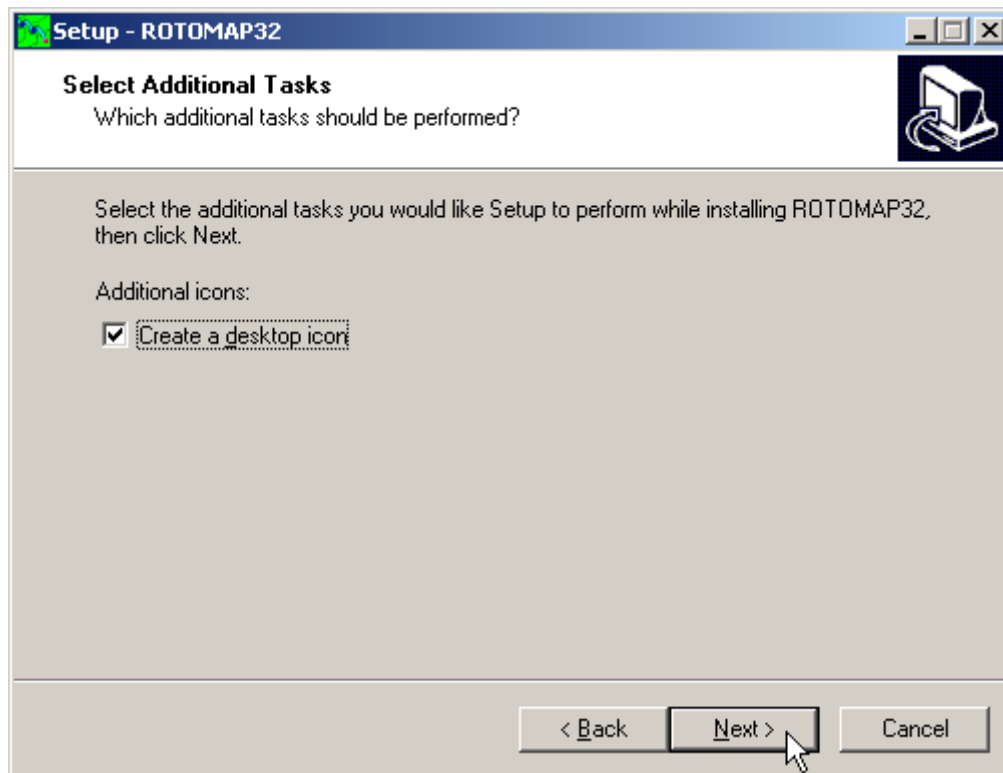 Setup - ROTOMAP32
Select Additional Tasks
Which additional tasks should be performed?
Select the additional tasks you would like Setup to perform while installing ROTOMAP32,
then click Next.
Additional icons:
Create a desktop icon
< Back Next > Cancel